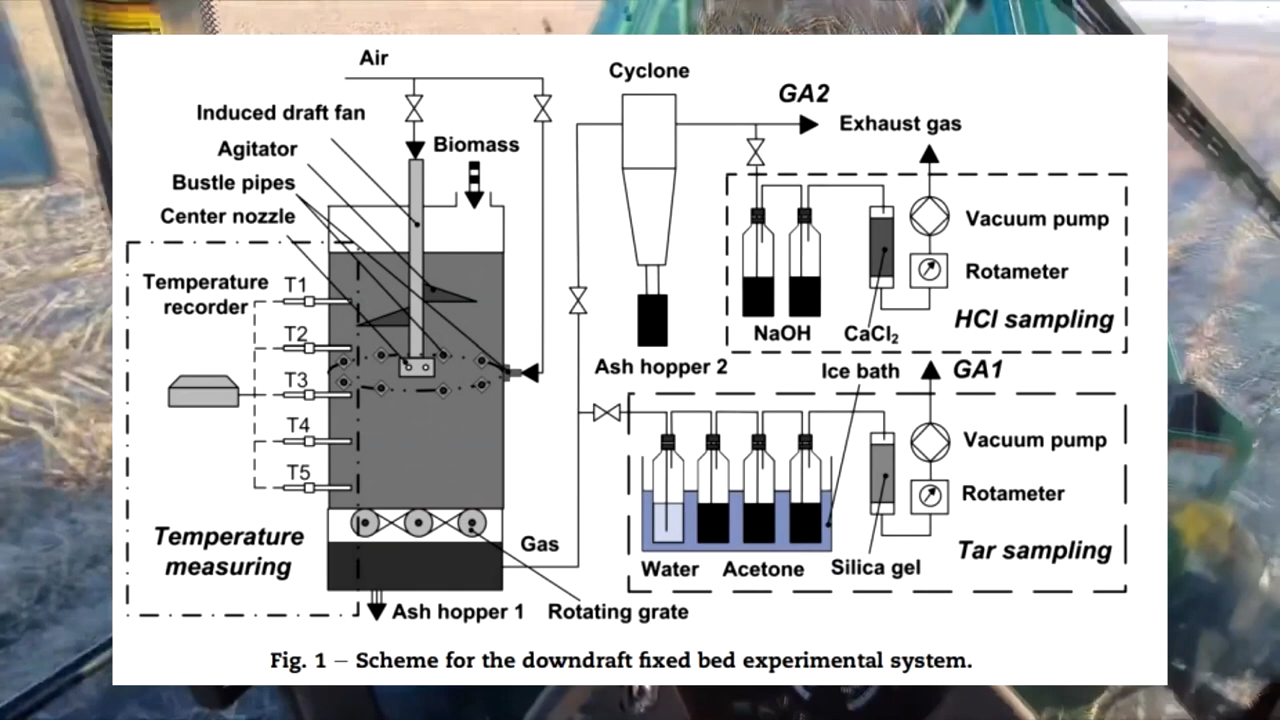 Air
Cyclone
GA2
Induced draft fan
Exhaust gas
Agitator
Biomass
Bustle pipes
Center nozzle
Vacuum pump
Temperature
recorder
T1
Rotameter
T2
NaOH
CaCl₂
HCl sampling
Ash hopper 2
Ice bath
GA1
T3
T4
Vacuum pump
T5
Rotameter
Temperature
measuring
Gas
Water
Acetone
Silica gel
Tar sampling
Ash hopper 1
Rotating grate
Fig. 1 – Scheme for the downdraft fixed bed experimental system.